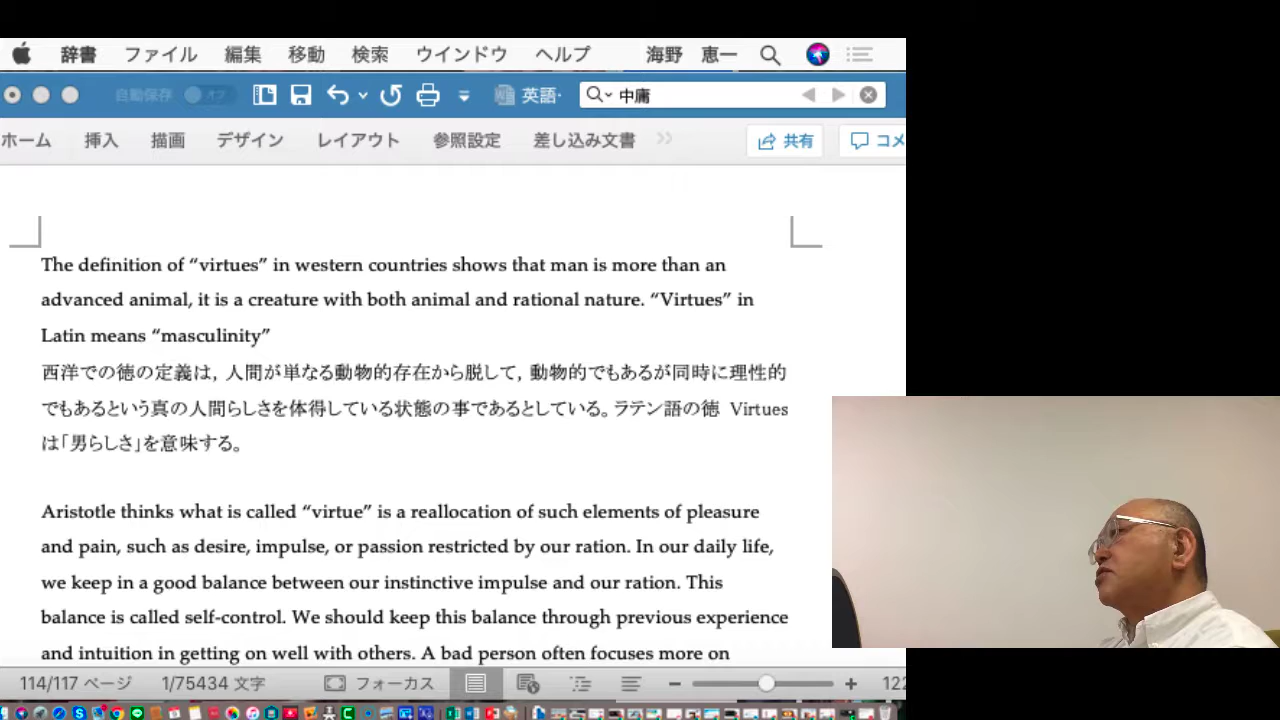 辞書 ファイル 編集 移動 検索 ウインドウ ヘルプ 海野 恵一
自動保存 オフ 英語· 中庸
ホーム 挿入 描画 デザイン レイアウト 参照設定 差し込み文書 共有 コメ
The definition of “virtues” in western countries shows that man is more than an
advanced animal, it is a creature with both animal and rational nature. “Virtues” in
Latin means “masculinity”
西洋での徳の定義は，人間が単なる動物的存在から脱して，動物的でもあるが同時に理性的
でもあるという真の人間らしさを体得している状態の事であるとしている。ラテン語の徳 Virtues
は「男らしさ」を意味する。
Aristotle thinks what is called “virtue” is a reallocation of such elements of pleasure
and pain, such as desire, impulse, or passion restricted by our ration. In our daily life,
we keep in a good balance between our instinctive impulse and our ration. This
balance is called self-control. We should keep this balance through previous experience
and intuition in getting on well with others. A bad person often focuses more on
114/117 ページ 1/75434 文字 フォーカス 122